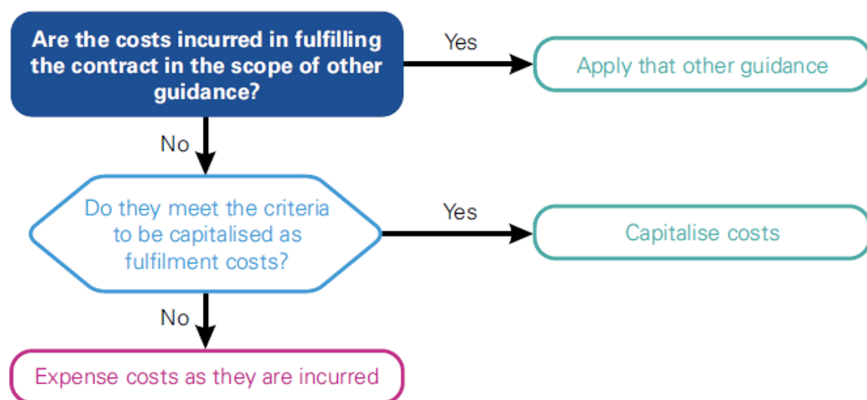 Are the costs incurred in fulfilling
the contract in the scope of other
guidance?
Yes
Apply that other guidance
No
Do they meet the criteria
to be capitalised as
fulfilment costs?
Yes
Capitalise costs
No
Expense costs as they are incurred